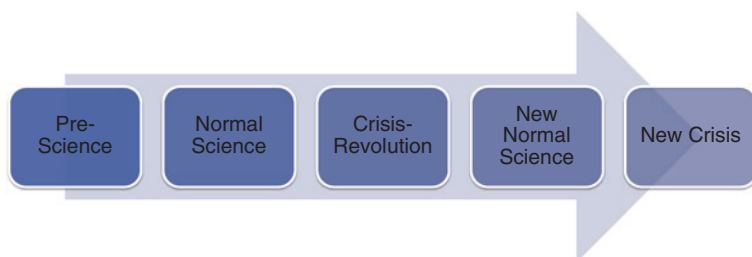 Pre-
Science
Normal
Science
Crisis-
Revolution
New
Normal
Science
New Crisis